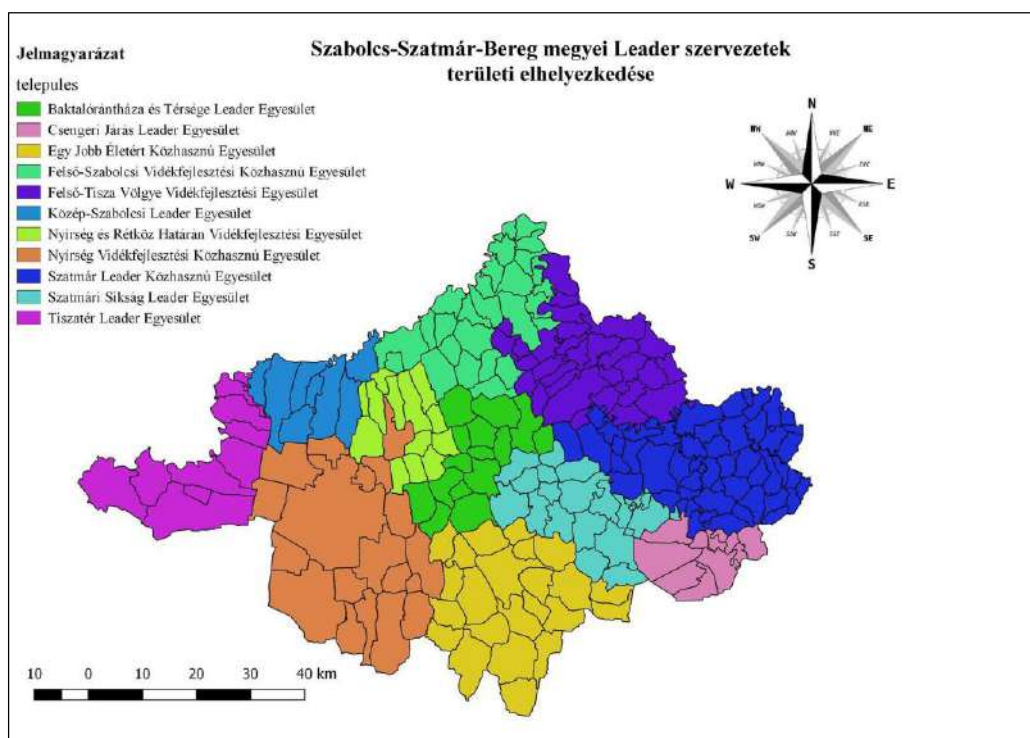 Jelmagyarázat
Szabolcs-Szatmár-Bereg megyei Leader szervezetek
területi elhelyezkedése
telepules
Baktalórántháza és Térsége Leader Egyesület
Csengeri Járás Leader Egyesület
Egy Jobb Életért Közhasznú Egyesület
Felső-Szabolcsi Vidékfejlesztési Közhasznú Egyesület
Felső-Tisza Völgye Vidékfejlesztési Egyesület
Közép-Szabolcsi Leader Egyesület
Nyírség és Rétköz Határán Vidékfejlesztési Egyesület
Nyírség Vidékfejlesztési Közhasznú Egyesület
Szatmár Leader Közhasznú Egyesület
Szatmári Síkság Leader Egyesület
Tiszatér Leader Egyesület
N
NW
NE
W
E
SW
SE
S
10 0 10 20 30 40 km